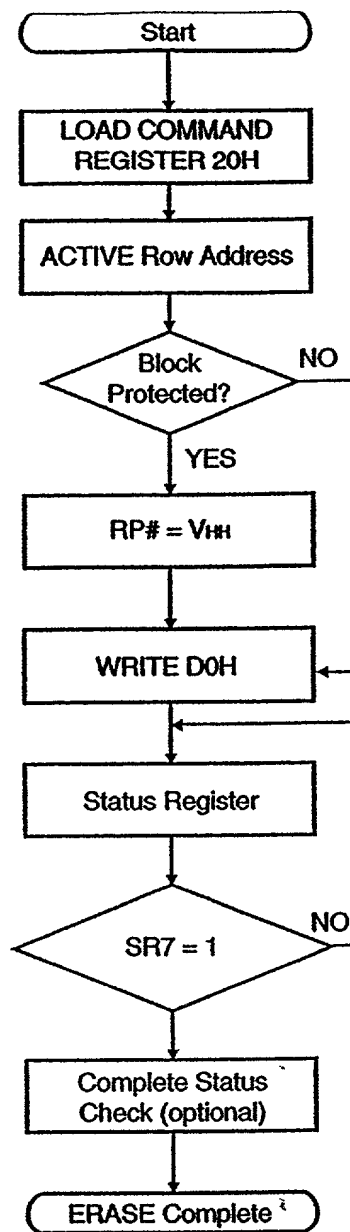 Start
LOAD COMMAND
REGISTER 20H
ACTIVE Row Address
Block
Protected?
NO
YES
RP# = VHH
WRITE D0H
Status Register
SR7 = 1
NO
Complete Status
Check (optional)
ERASE Complete